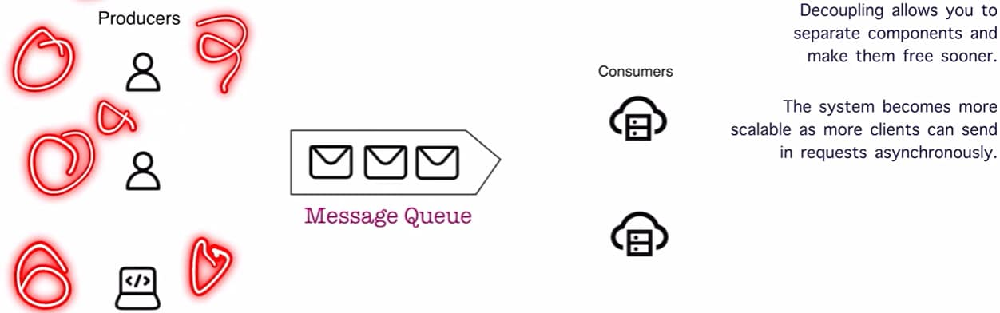 Producers
Message Queue
Consumers
Decoupling allows you to
separate components and
make them free sooner.
The system becomes more
scalable as more clients can send
in requests asynchronously.